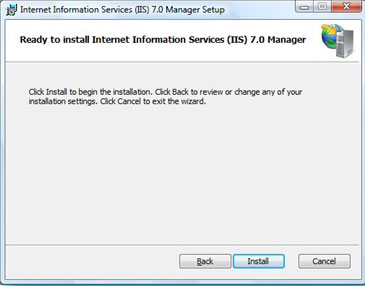 Internet Information Services (IIS) 7.0 Manager Setup
Ready to install Internet Information Services (IIS) 7.0 Manager
Click Install to begin the installation. Click Back to review or change any of your
installation settings. Click Cancel to exit the wizard.
Back Install Cancel